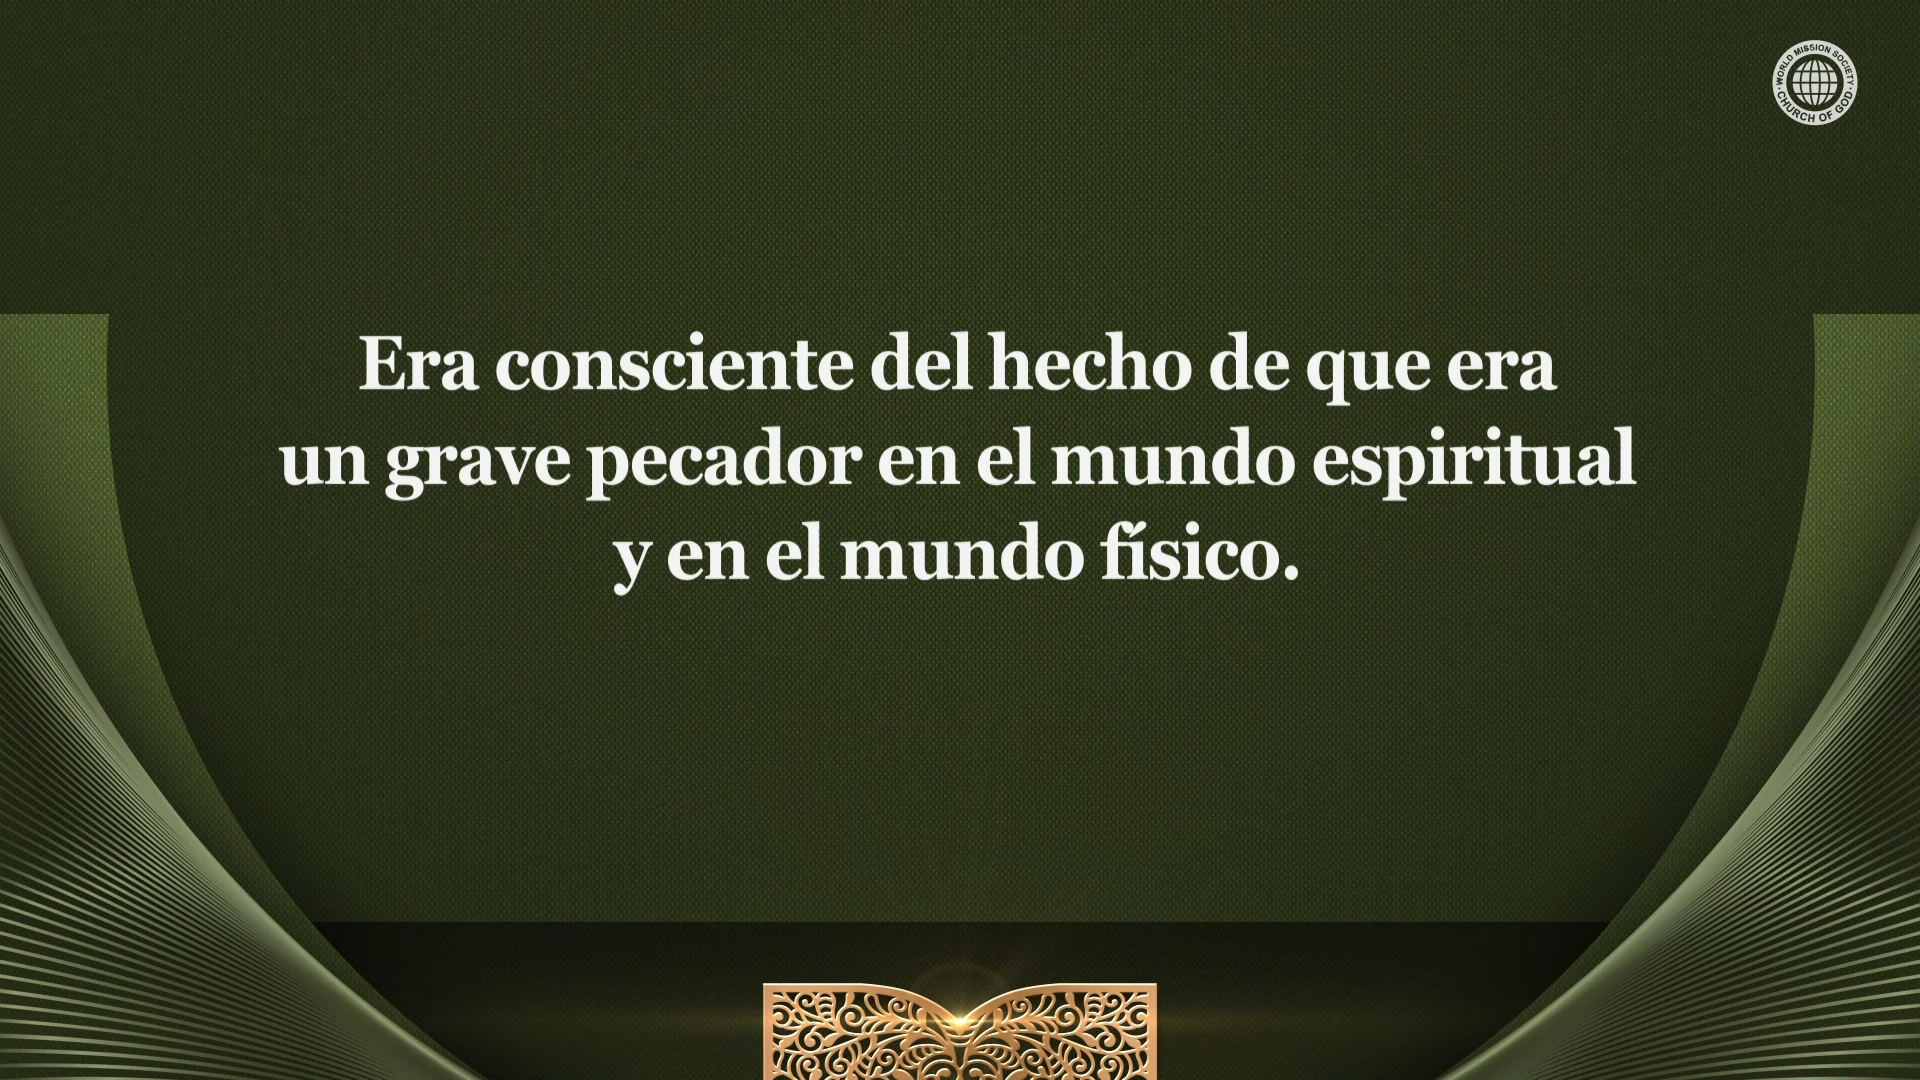 WORLD MISSION SOCIETY
CHURCH OF GOD
Era consciente del hecho de que era
un grave pecador en el mundo espiritual
y en el mundo físico.